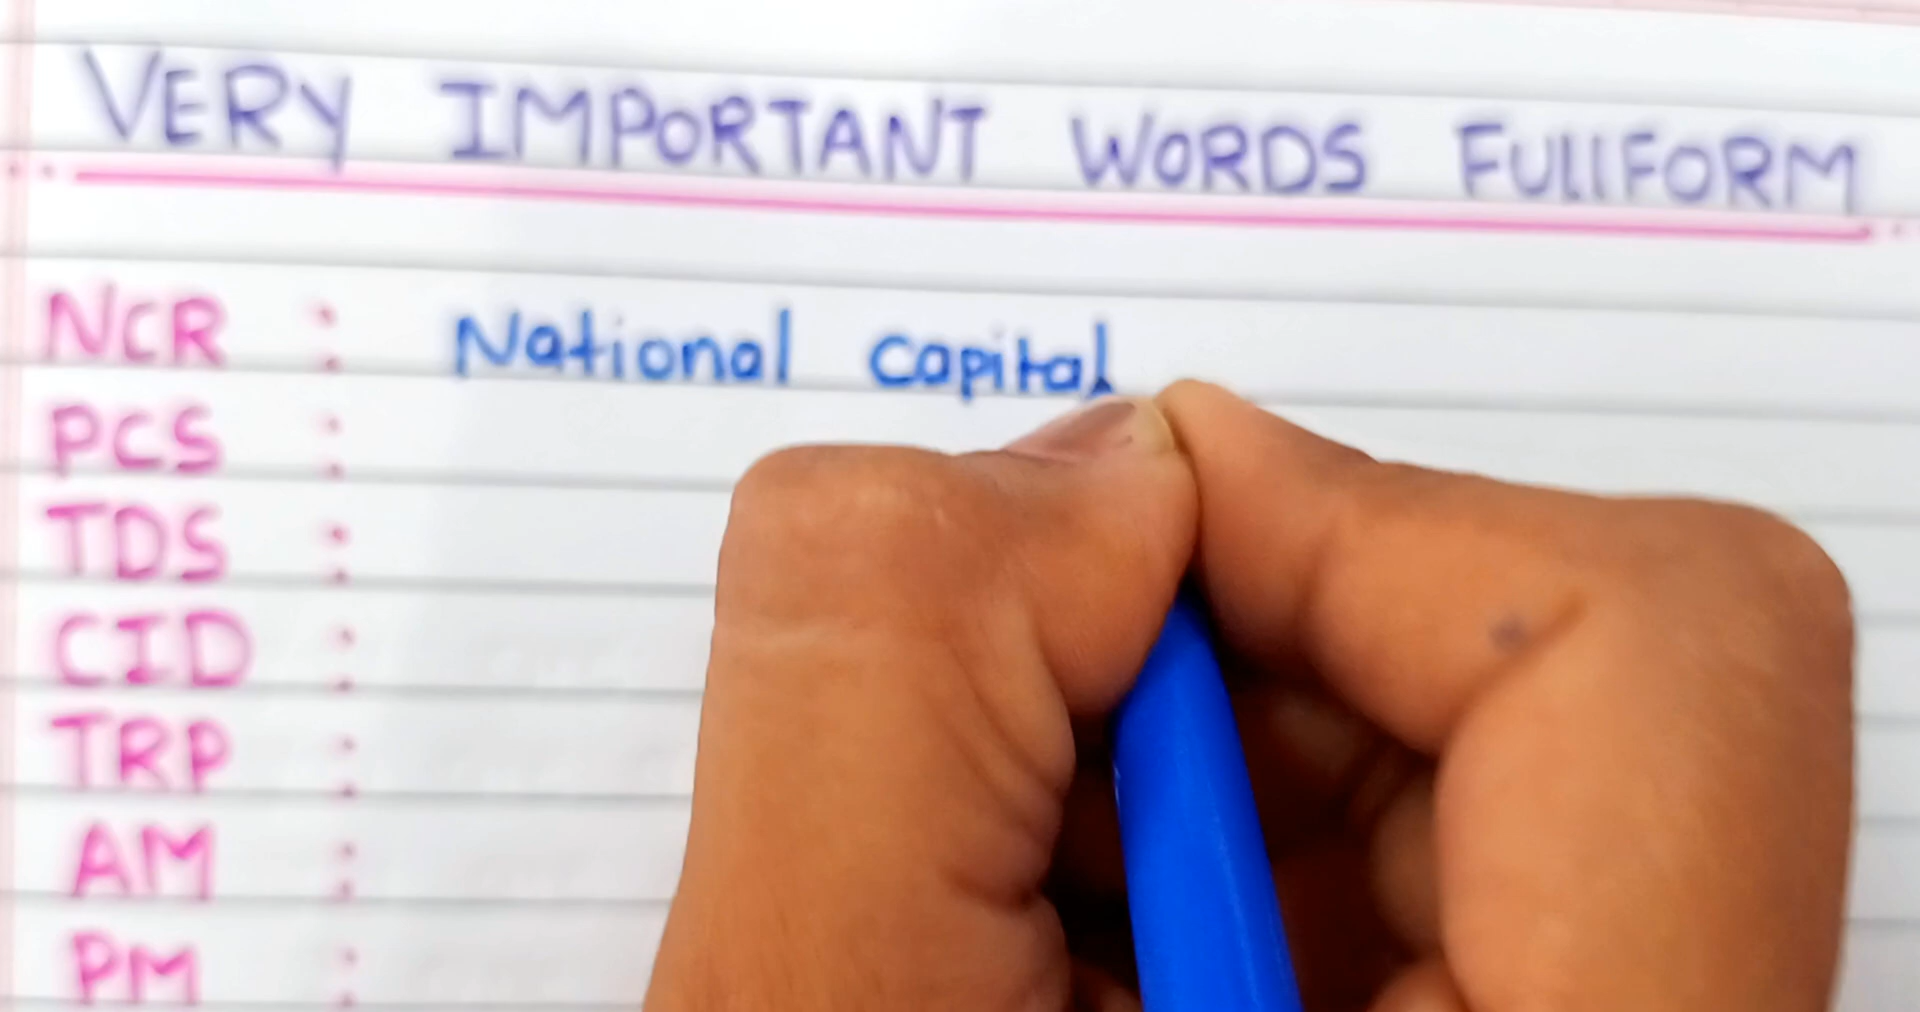 VERY IMPORTANT WORDS FUllFORM
NCR : National Capital
PCS :
TDS :
CID :
TRP :
AM :
PM :